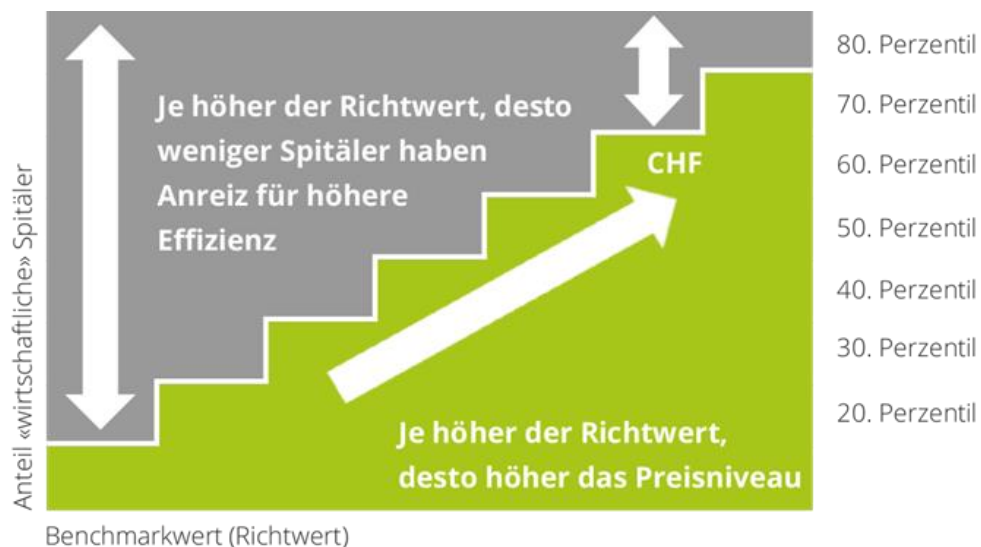 Anteil «wirtschaftliche» Spitäler
Je höher der Richtwert, desto
weniger Spitäler haben
Anreiz für höhere
Effizienz
CHF
Je höher der Richtwert,
desto höher das Preisniveau
80. Perzentil
70. Perzentil
60. Perzentil
50. Perzentil
40. Perzentil
30. Perzentil
20. Perzentil
Benchmarkwert (Richtwert)